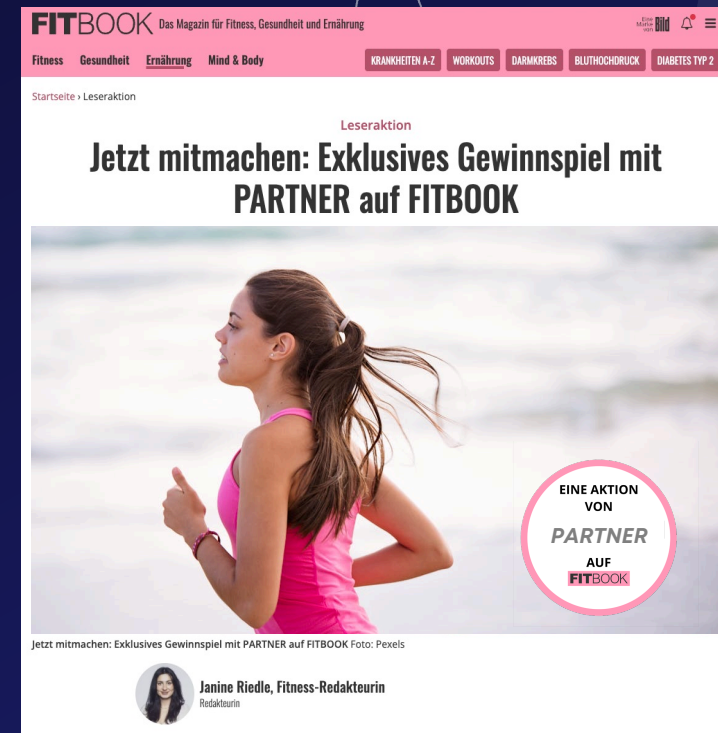 FITBOOK Das Magazin für Fitness, Gesundheit und Ernährung
Eine Marke von Bild
Fitness Gesundheit Ernährung Mind & Body
KRANKHEITEN A-Z WORKOUTS DARMKREBS BLUTHOCHDRUCK DIABETES TYP 2
Startseite › Leseraktion
Leseraktion
Jetzt mitmachen: Exklusives Gewinnspiel mit
PARTNER auf FITBOOK
EINE AKTION
VON
PARTNER
AUF
FITBOOK
Jetzt mitmachen: Exklusives Gewinnspiel mit PARTNER auf FITBOOK Foto: Pexels
Janine Riedle, Fitness-Redakteurin
Redakteurin